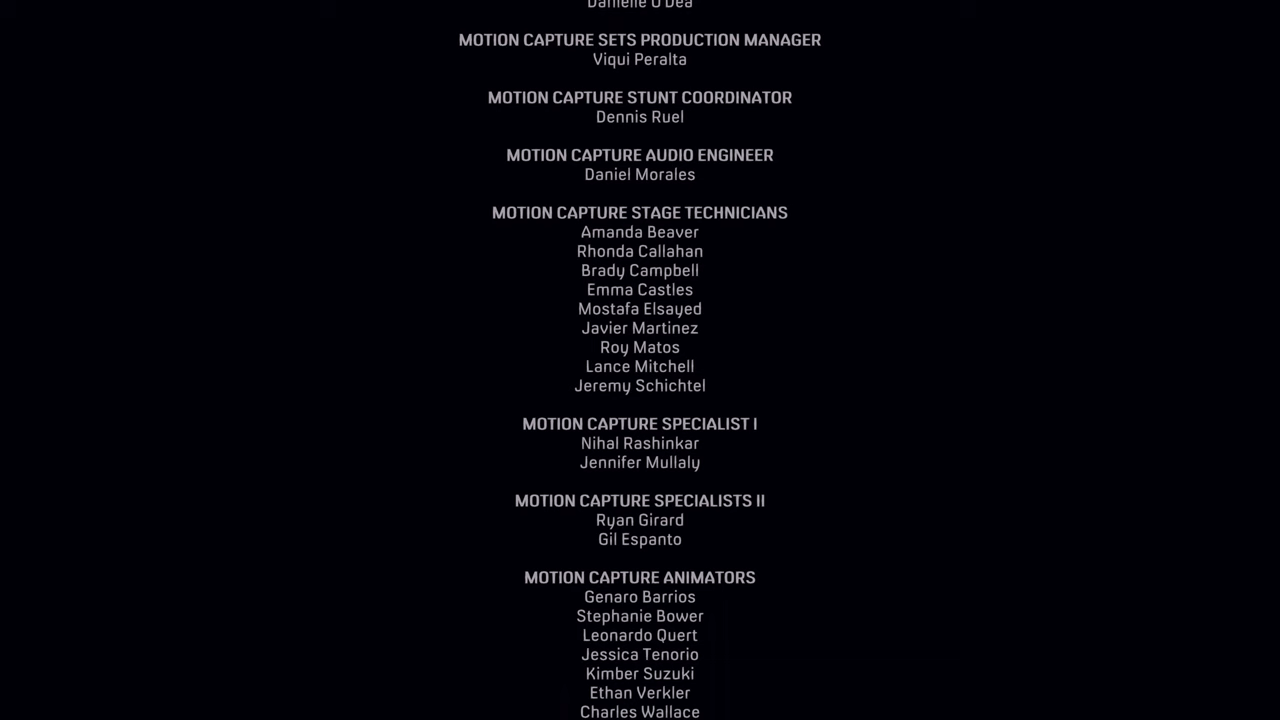 Danielle O'Dea
MOTION CAPTURE SETS PRODUCTION MANAGER
Viqui Peralta
MOTION CAPTURE STUNT COORDINATOR
Dennis Ruel
MOTION CAPTURE AUDIO ENGINEER
Daniel Morales
MOTION CAPTURE STAGE TECHNICIANS
Amanda Beaver
Rhonda Callahan
Brady Campbell
Emma Castles
Mostafa Elsayed
Javier Martinez
Roy Matos
Lance Mitchell
Jeremy Schichtel
MOTION CAPTURE SPECIALIST I
Nihal Rashinkar
Jennifer Mullaly
MOTION CAPTURE SPECIALISTS II
Ryan Girard
Gil Espanto
MOTION CAPTURE ANIMATORS
Genaro Barrios
Stephanie Bower
Leonardo Quert
Jessica Tenorio
Kimber Suzuki
Ethan Verkler
Charles Wallace